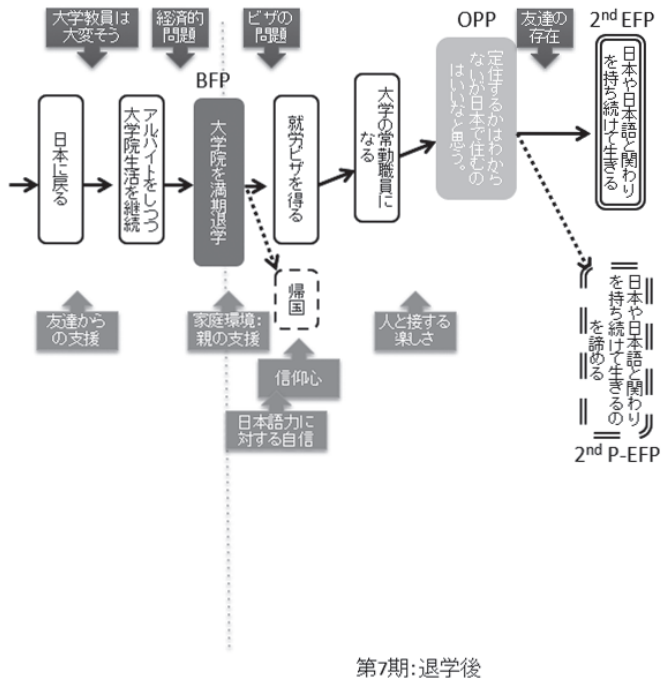 大学教員は
大変そう
経済的
問題
ビザの
問題
OPP
友達の
存在
2nd EFP
BFP
日本に戻る
アルバイトをしつつ
大学院生活を継続
大学院を満期退学
就労ビザを得る
大学の常勤職員に
なる
定住するかはわから
ないが日本で住むの
はいいなと思う。
日本や日本語と関わり
を持ち続けて生きる
帰国
日本や日本語と関わり
を持ち続けて生きるの
を諦める
2nd P-EFP
友達から
の支援
家庭環境：
親の支援
信仰心
日本語力に
対する自信
人と接する
楽しさ
第7期：退学後